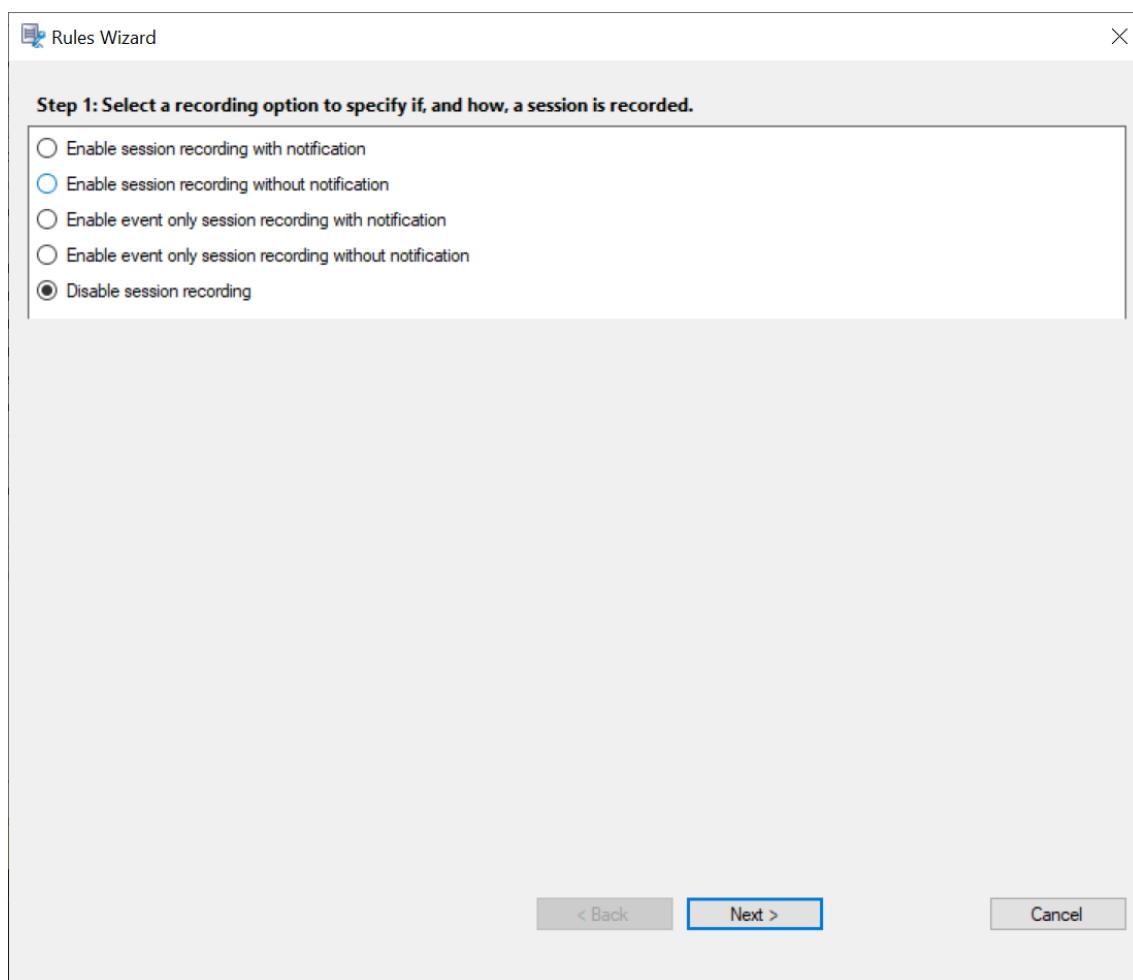 Rules Wizard
Step 1: Select a recording option to specify if, and how, a session is recorded.
Enable session recording with notification
Enable session recording without notification
Enable event only session recording with notification
Enable event only session recording without notification
Disable session recording
< Back Next > Cancel